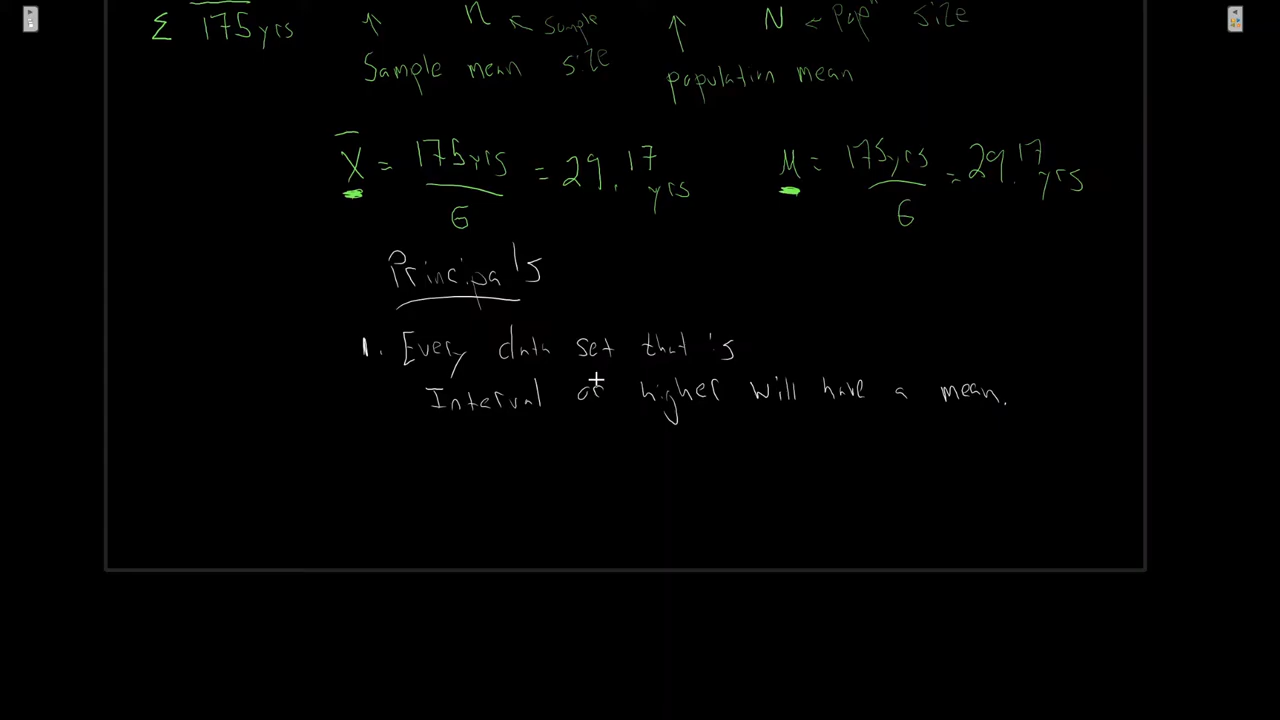 Σ 175yrs ↑ n ← Sample ↑ N ← Pop" size
Sample mean size population mean
X̄ = 175yrs / 6 = 29.17 yrs μ = 175yrs / 6 = 29.17 yrs
Principals
1. Every data set that is
Interval or higher will have a mean.